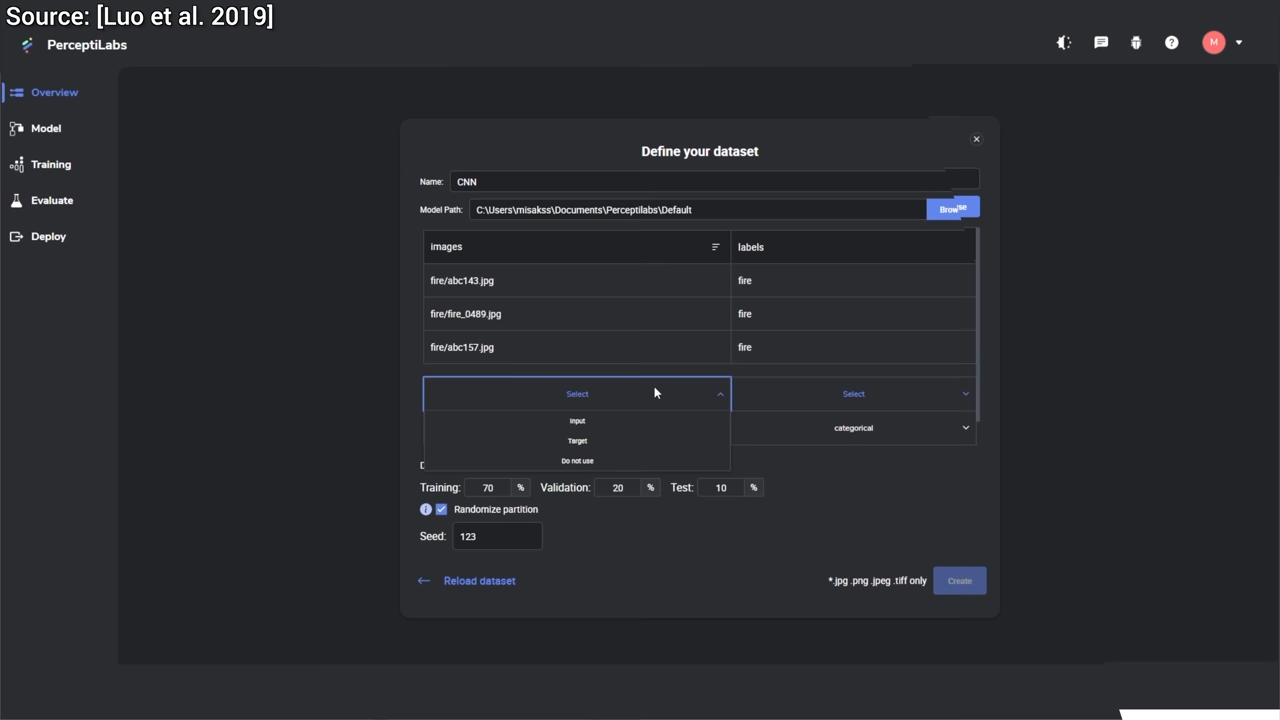 Source: [Luo et al. 2019]
PerceptiLabs
M
Overview
Model
Training
Evaluate
Deploy
Define your dataset
Name: CNN
Model Path: C:\Users\misakss\Documents\Perceptilabs\Default Browse
images labels
fire/abc143.jpg fire
fire/fire_0489.jpg fire
fire/abc157.jpg fire
Select Select
Input
categorical
Target
Do not use
Training: 70 % Validation: 20 % Test: 10 %
i Randomize partition
Seed: 123
Reload dataset *.jpg .png .jpeg .tiff only Create